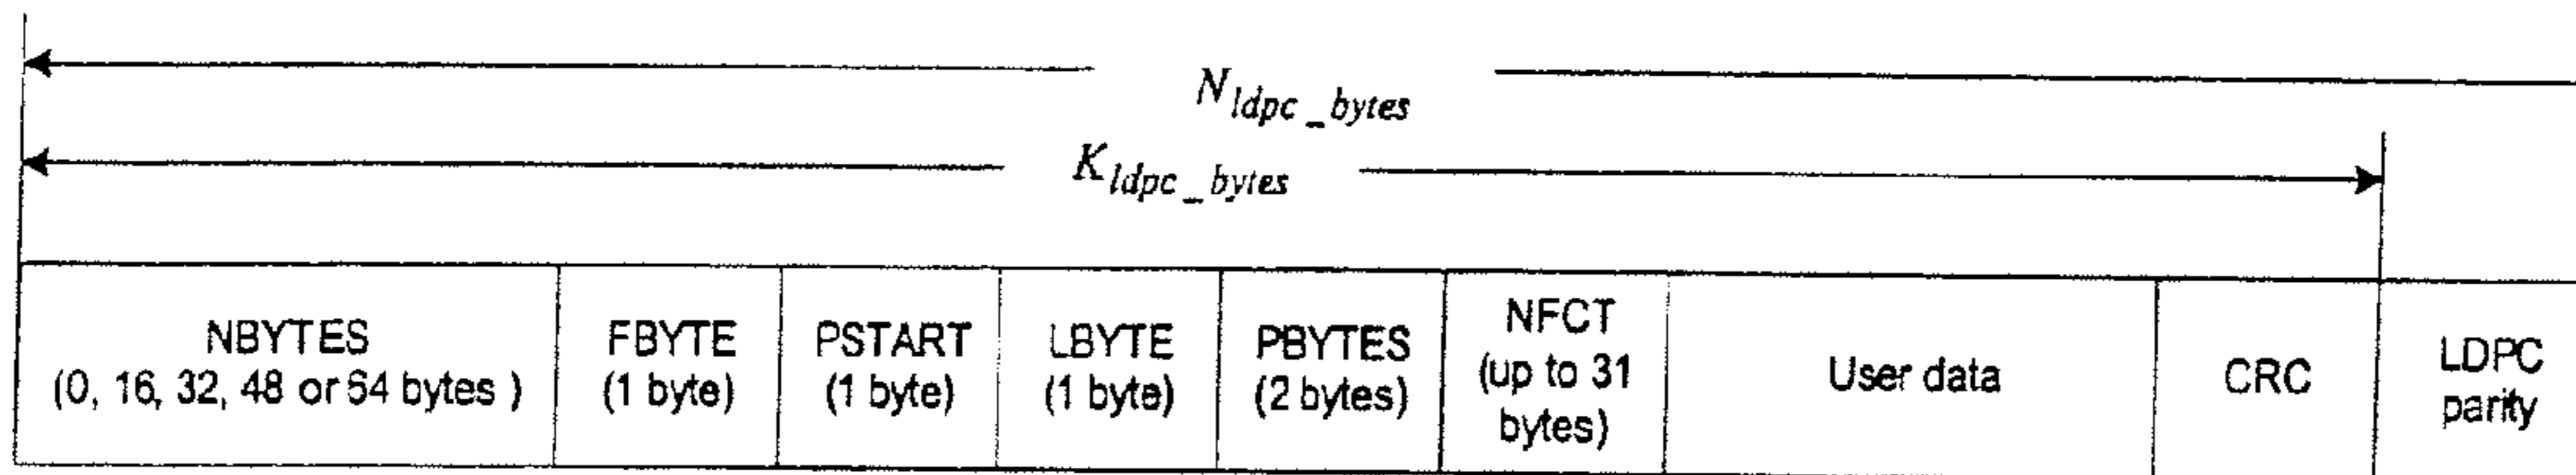 N_ldpc_bytes
K_ldpc_bytes
NBYTES
(0, 16, 32, 48 or 64 bytes )
FBYTE
(1 byte)
PSTART
(1 byte)
LBYTE
(1 byte)
PBYTES
(2 bytes)
NFCT
(up to 31
bytes)
User data
CRC
LDPC
parity